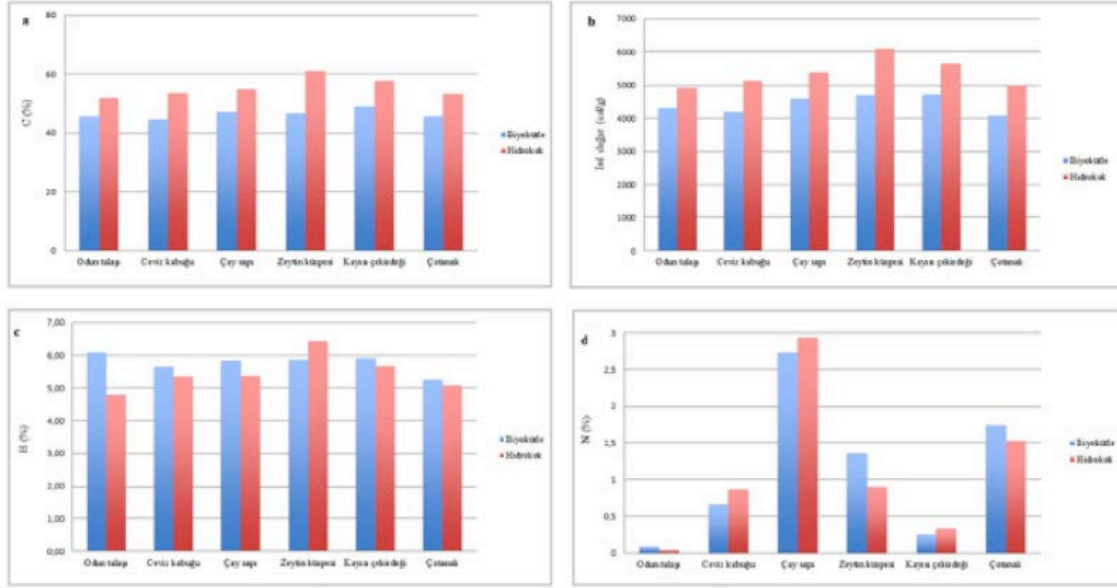 a
80
60
40
20
0
C (%)
Odun talaşı Ceviz kabuğu Çay sapı Zeytin küspesi Kayısı çekirdeği Çotanak
Biyokütle
Hidrokok
b
7000
6000
5000
4000
3000
2000
1000
0
Isıl değer (cal/g)
Odun talaşı Ceviz kabuğu Çay sapı Zeytin küspesi Kayısı çekirdeği Çotanak
Biyokütle
Hidrokok
c
7,00
6,00
5,00
4,00
3,00
2,00
1,00
0,00
H (%)
Odun talaşı Ceviz kabuğu Çay sapı Zeytin küspesi Kayısı çekirdeği Çotanak
Biyokütle
Hidrokok
d
3
2,5
2
1,5
1
0,5
0
N (%)
Odun talaşı Ceviz kabuğu Çay sapı Zeytin küspesi Kayısı çekirdeği Çotanak
Biyokütle
Hidrokok